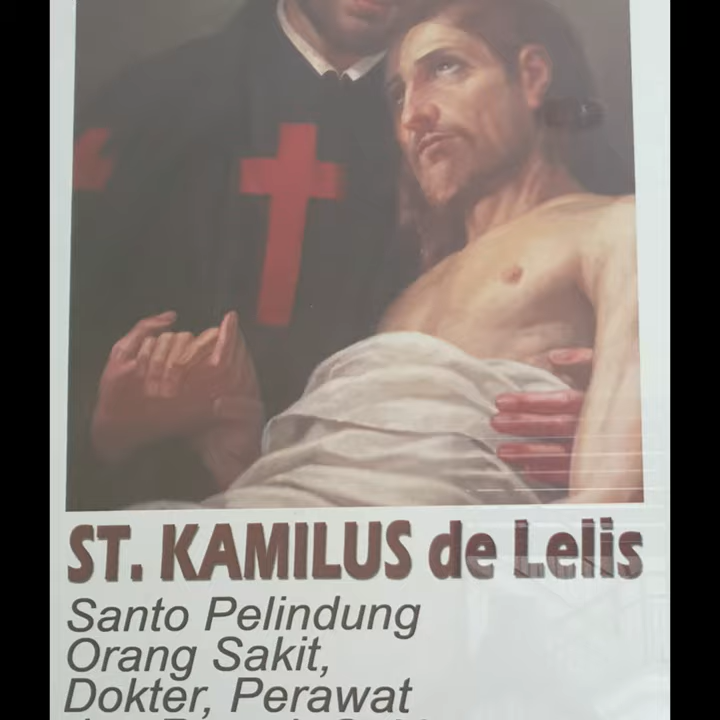 ST. KAMILUS de Lelis
Santo Pelindung
Orang Sakit,
Dokter, Perawat